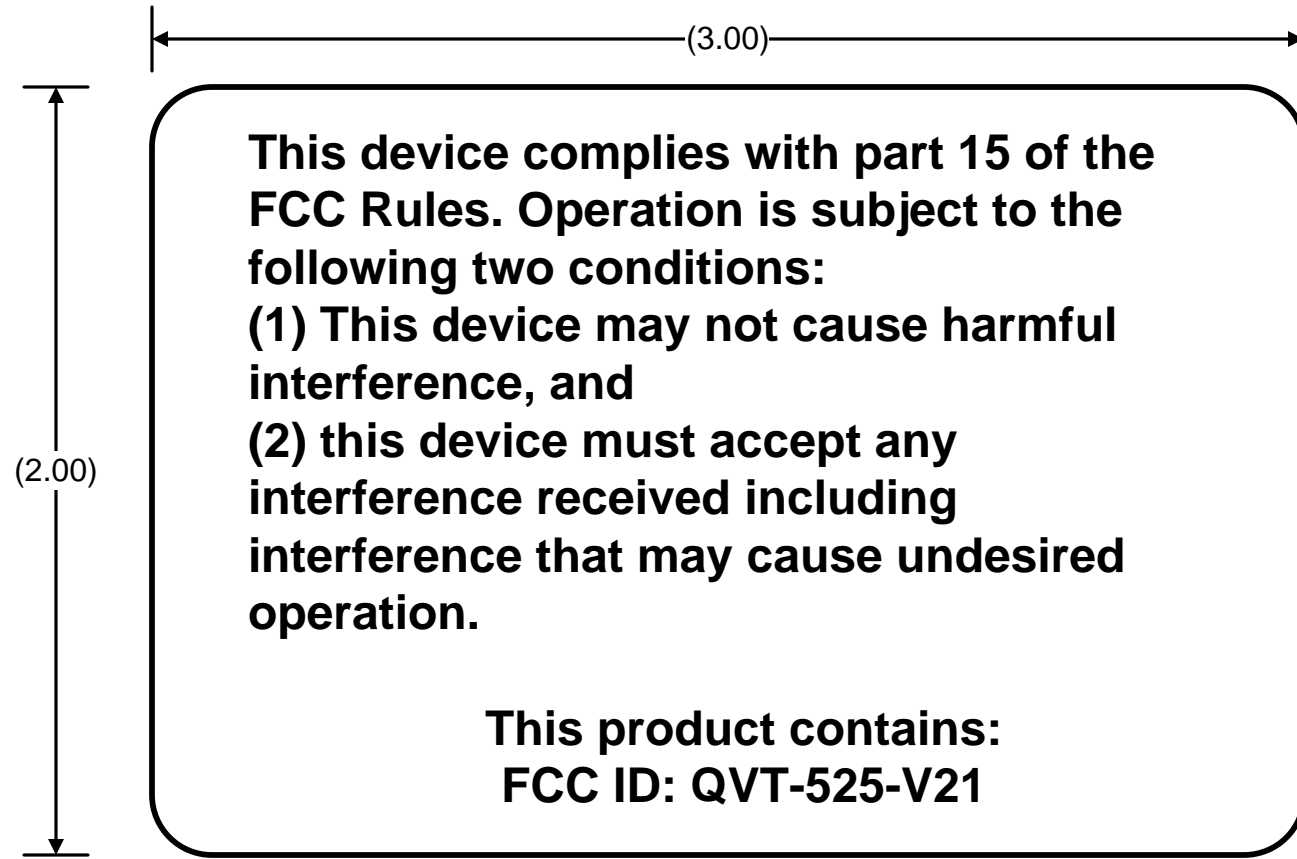 (3.00)
This device complies with part 15 of the
FCC Rules. Operation is subject to the
following two conditions:
(1) This device may not cause harmful
interference, and
(2) this device must accept any
(2.00)
interference received including
interference that may cause undesired
operation.
This product contains:
FCC ID: QVT-525-V21